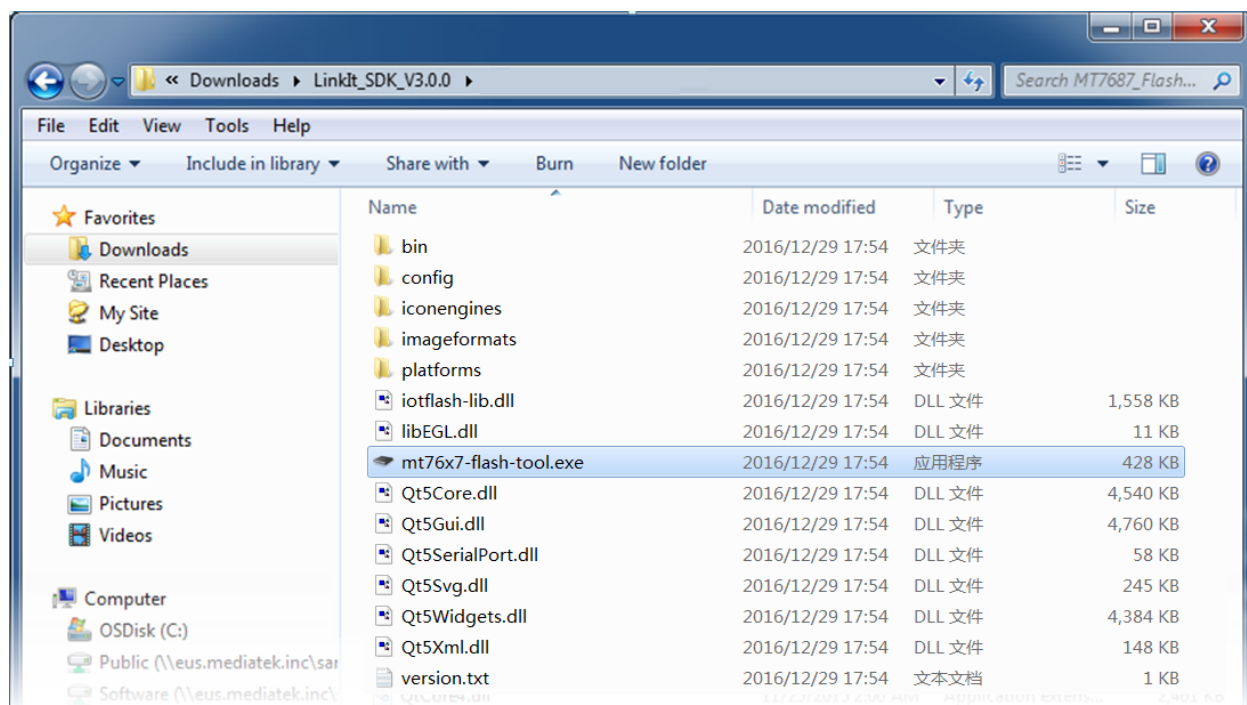 « Downloads ▸ LinkIt_SDK_V3.0.0 ▸ Search MT7687_Flash...
File Edit View Tools Help
Organize ▼ Include in library ▼ Share with ▼ Burn New folder
Favorites
Downloads
Recent Places
My Site
Desktop
Libraries
Documents
Music
Pictures
Videos
Computer
OSDisk (C:)
Public (\\eus.mediatek.inc\sar
Software (\\eus.mediatek.inc\
Name Date modified Type Size
bin 2016/12/29 17:54 文件夹
config 2016/12/29 17:54 文件夹
iconengines 2016/12/29 17:54 文件夹
imageformats 2016/12/29 17:54 文件夹
platforms 2016/12/29 17:54 文件夹
iotflash-lib.dll 2016/12/29 17:54 DLL 文件 1,558 KB
libEGL.dll 2016/12/29 17:54 DLL 文件 11 KB
mt76x7-flash-tool.exe 2016/12/29 17:54 应用程序 428 KB
Qt5Core.dll 2016/12/29 17:54 DLL 文件 4,540 KB
Qt5Gui.dll 2016/12/29 17:54 DLL 文件 4,760 KB
Qt5SerialPort.dll 2016/12/29 17:54 DLL 文件 58 KB
Qt5Svg.dll 2016/12/29 17:54 DLL 文件 245 KB
Qt5Widgets.dll 2016/12/29 17:54 DLL 文件 4,384 KB
Qt5Xml.dll 2016/12/29 17:54 DLL 文件 148 KB
version.txt 2016/12/29 17:54 文本文档 1 KB